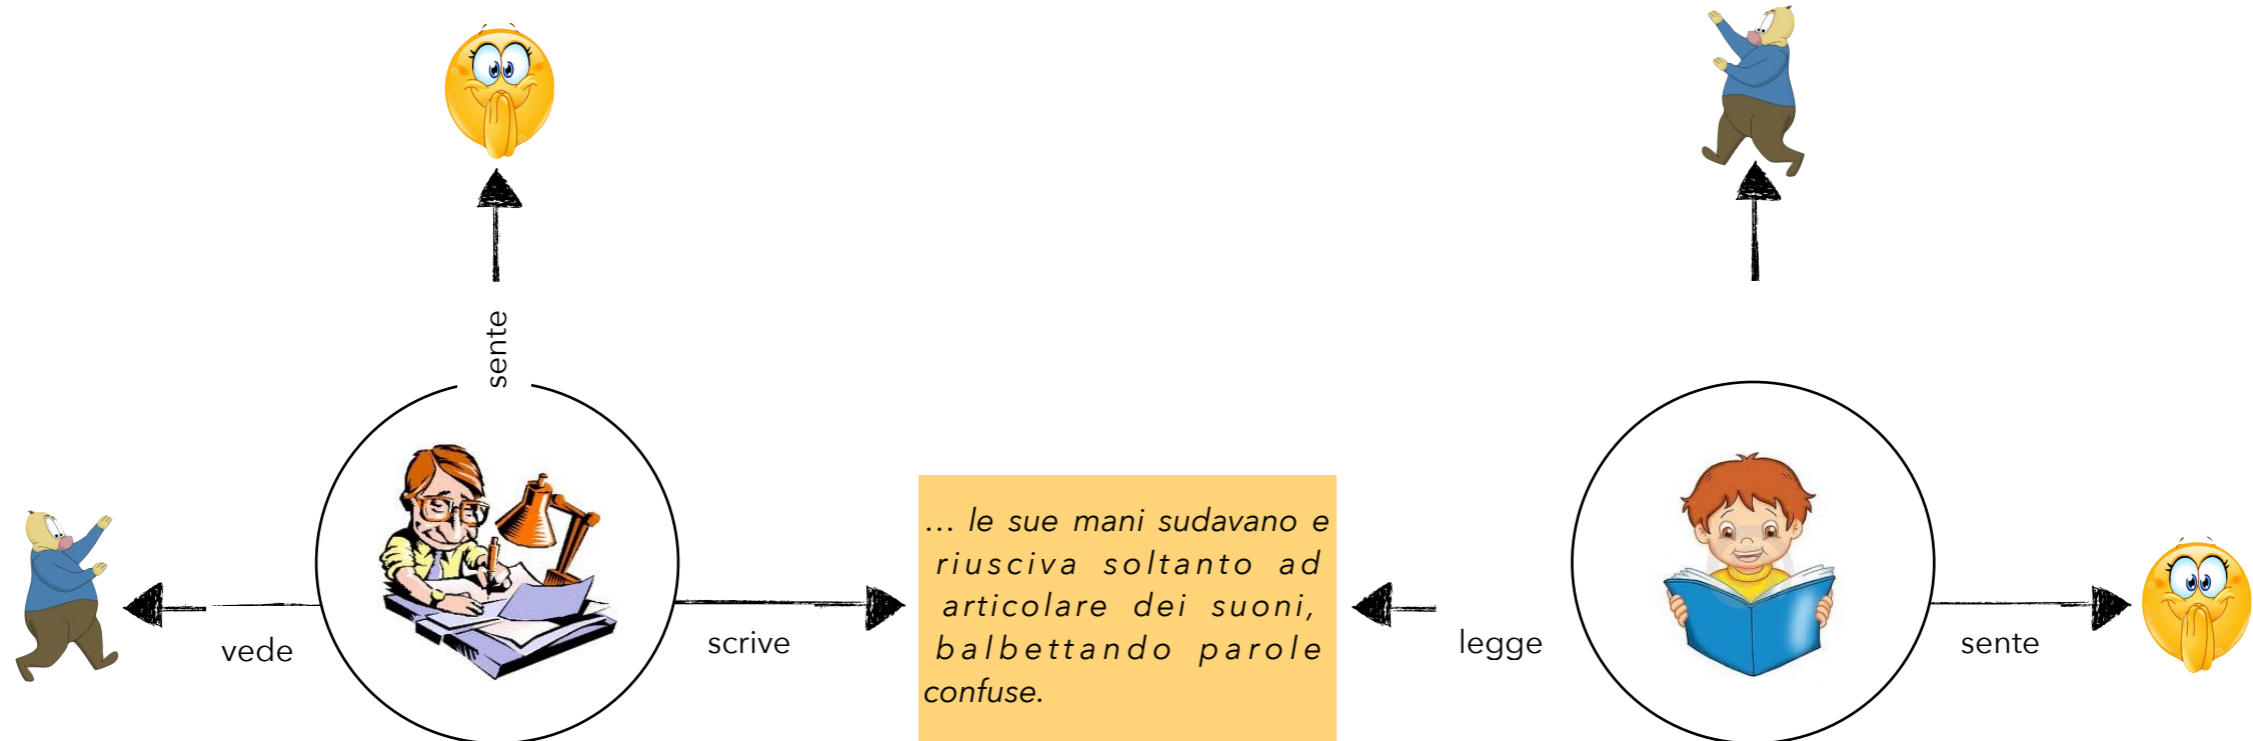 sente
vede
scrive
... le sue mani sudavano e
riusciva soltanto ad
articolare dei suoni,
balbettando parole
confuse.
legge
sente